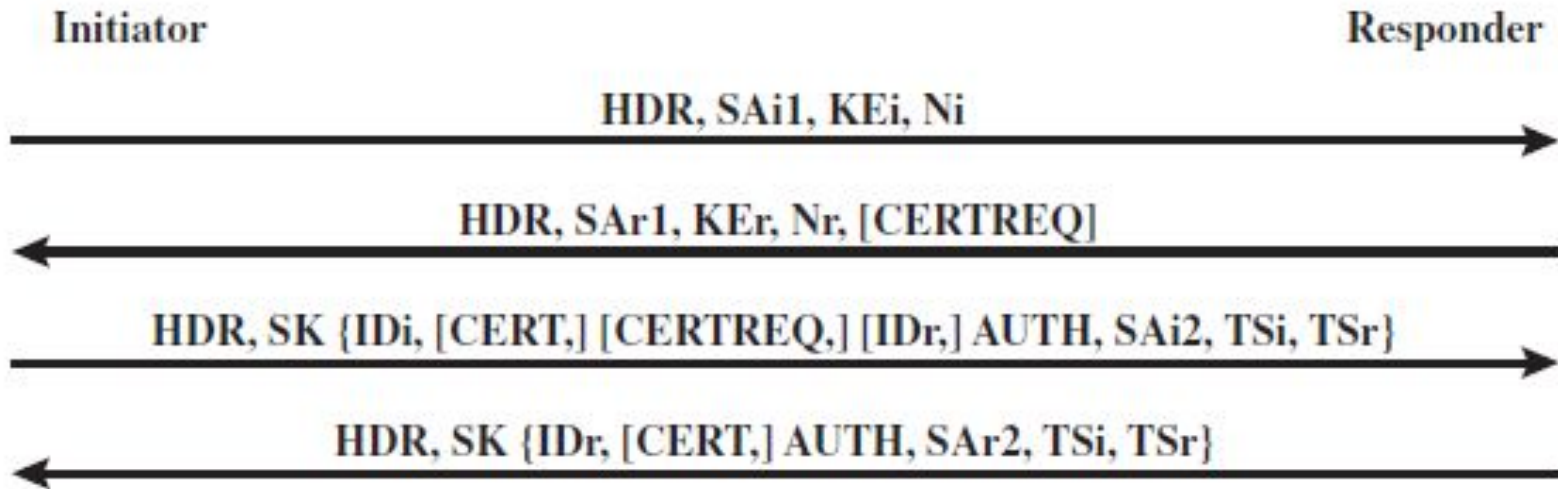 Initiator Responder
HDR, SAi1, KEi, Ni
HDR, SAr1, KEr, Nr, [CERTREQ]
HDR, SK {IDi, [CERT,] [CERTREQ,] [IDr,] AUTH, SAi2, TSi, TSr}
HDR, SK {IDr, [CERT,] AUTH, SAr2, TSi, TSr}